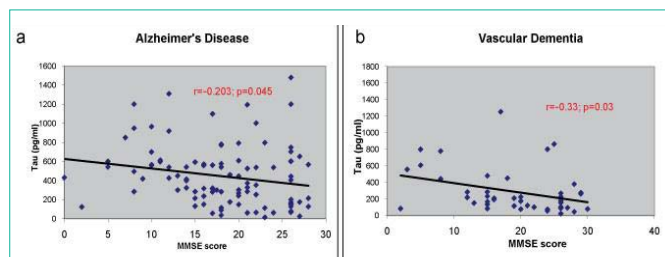 a
Alzheimer's Disease
r=-0.203; p=0.045
Tau (pg/ml)
1600
1400
1200
1000
800
600
400
200
0
0 5 10 15 20 25 30
MMSE score
b
Vascular Dementia
r=-0.33; p=0.03
Tau (pg/ml)
1800
1600
1400
1200
1000
800
600
400
200
0
0 10 20 30 40
MMSE score